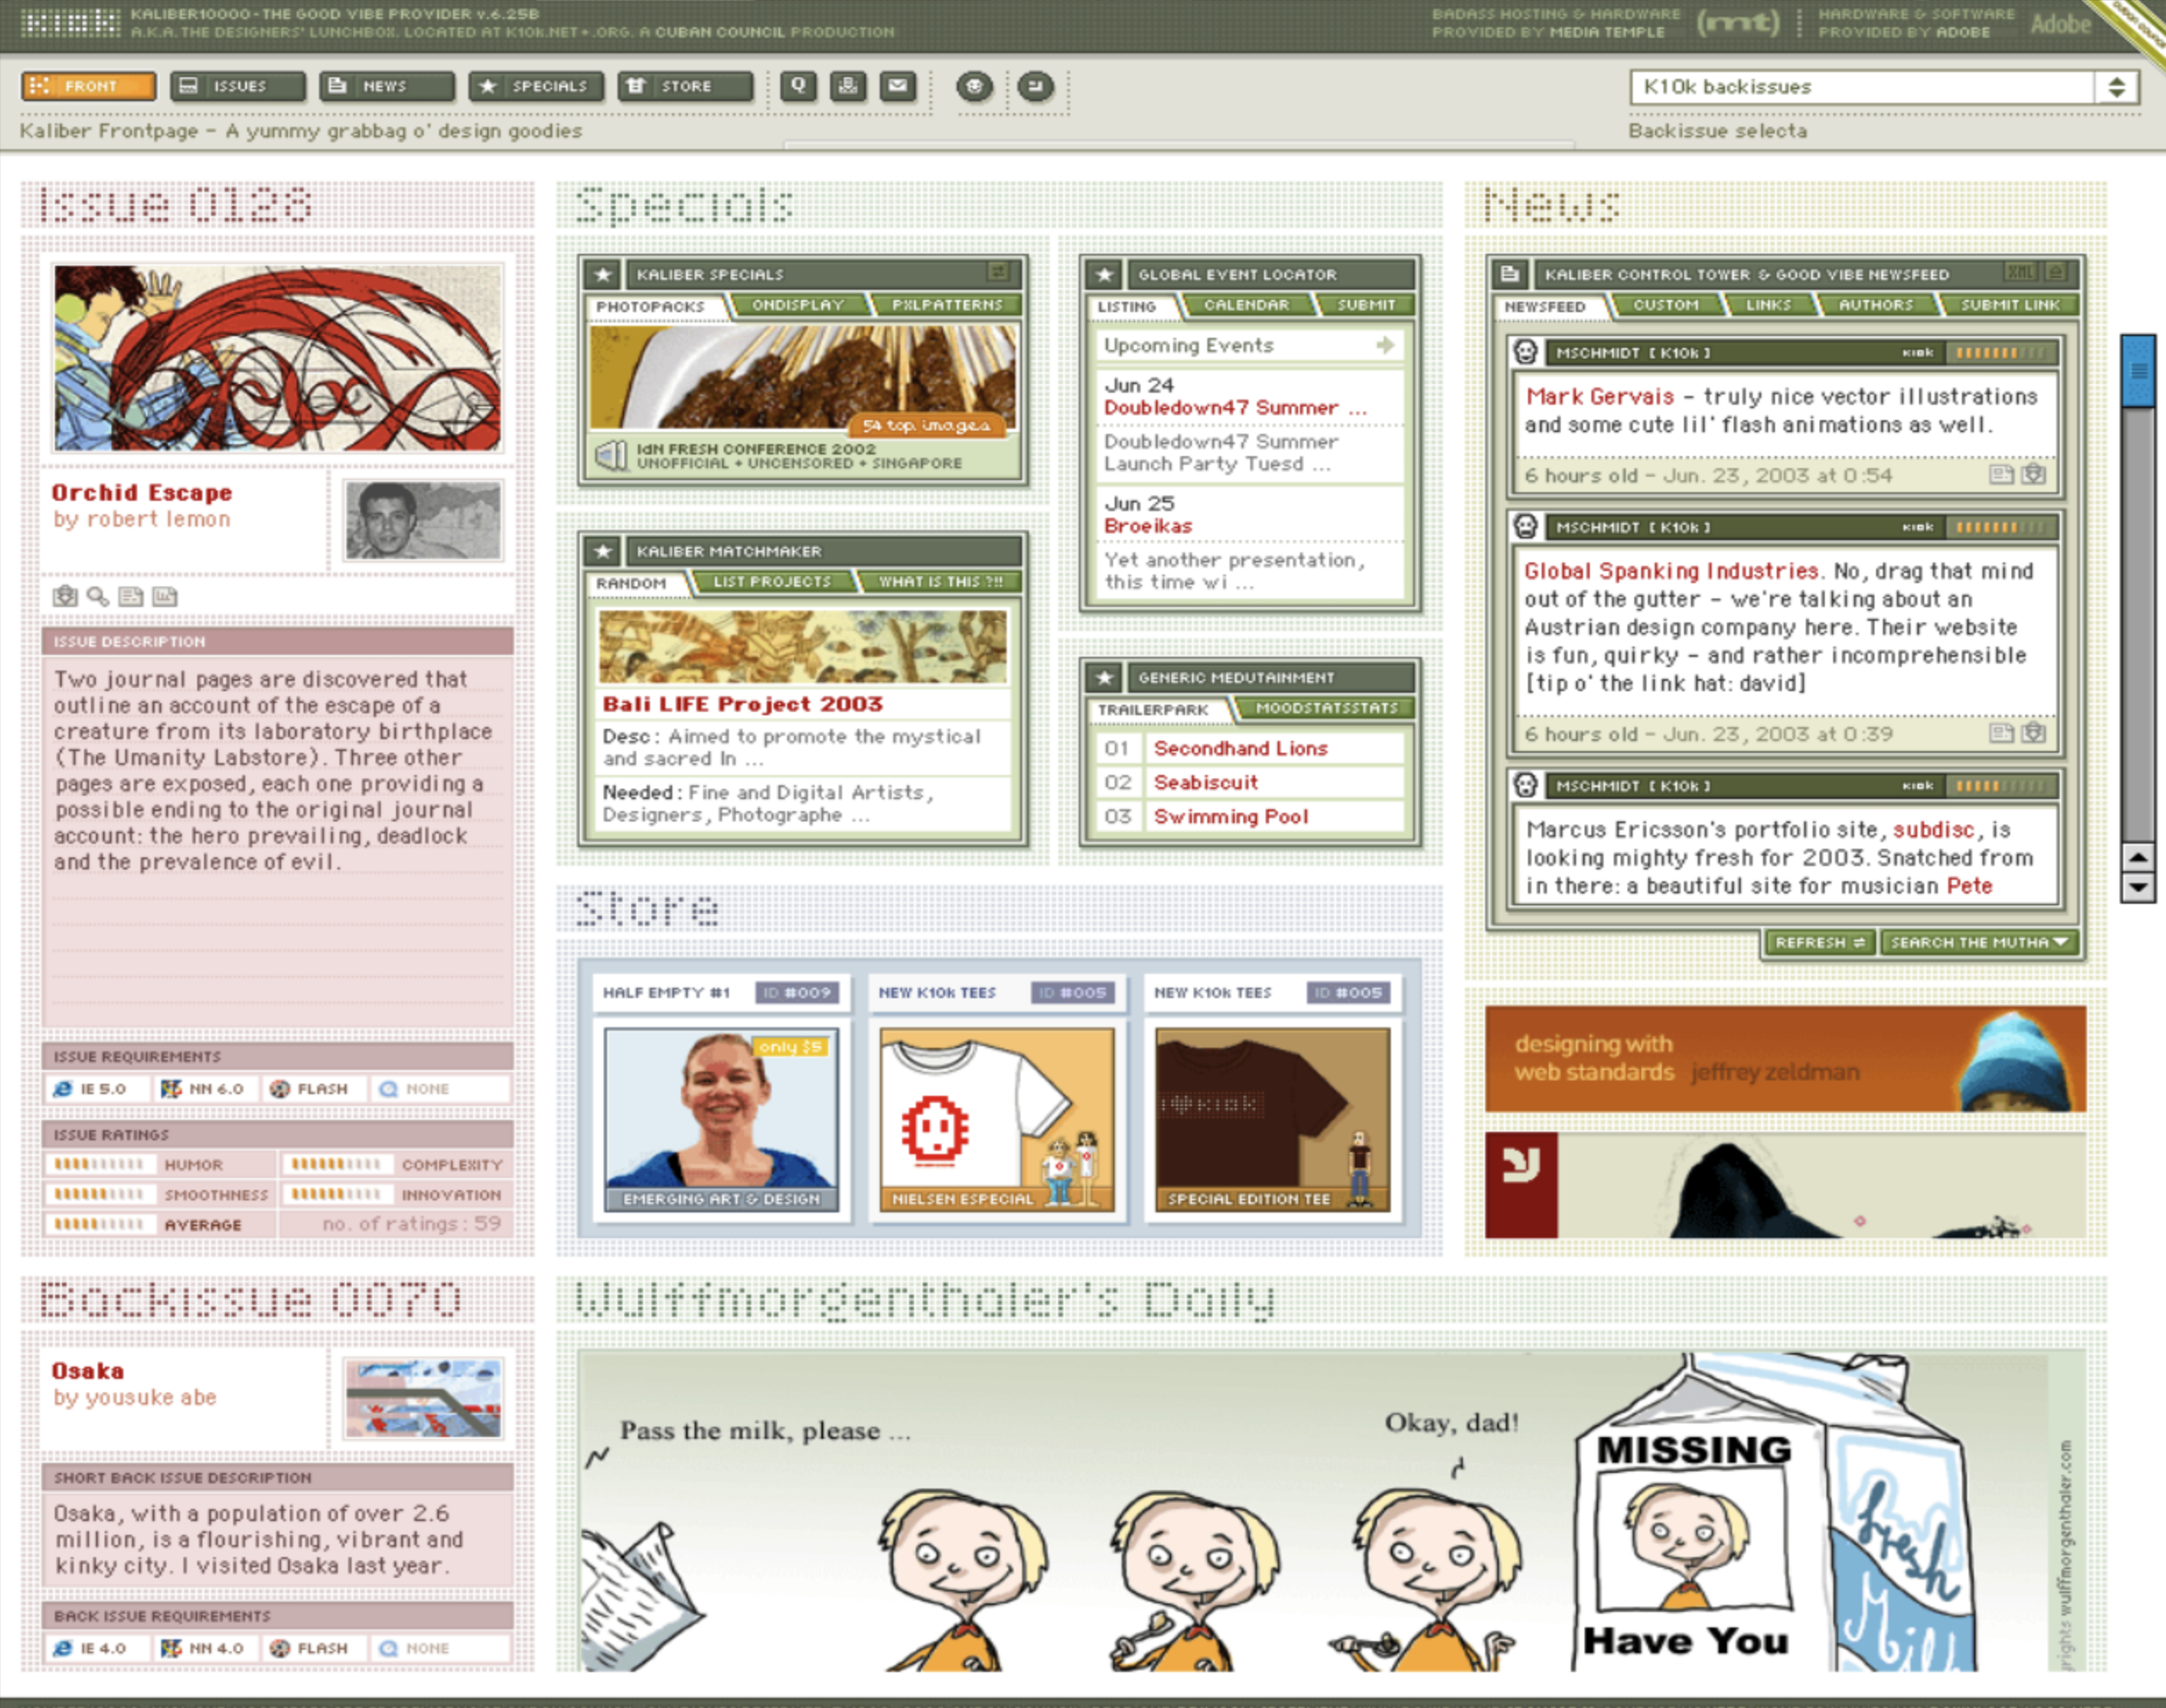 KALIBER10000 - THE GOOD VIBE PROVIDER v.6.25B
A.K.A. THE DESIGNERS' LUNCHBOX. LOCATED AT K10K.NET + .ORG. A CUBAN COUNCIL PRODUCTION
BADASS HOSTING & HARDWARE
PROVIDED BY MEDIA TEMPLE
(mt)
HARDWARE & SOFTWARE
PROVIDED BY ADOBE
Adobe
FRONT
ISSUES
NEWS
SPECIALS
STORE
Q
K10k backissues
Kaliber Frontpage - A yummy grabbag o' design goodies
Backissue selecta
Issue 0128
Orchid Escape
by robert lemon
ISSUE DESCRIPTION
Two journal pages are discovered that
outline an account of the escape of a
creature from its laboratory birthplace
(The Umanity Labstore). Three other
pages are exposed, each one providing a
possible ending to the original journal
account: the hero prevailing, deadlock
and the prevalence of evil.
ISSUE REQUIREMENTS
IE 5.0
NN 6.0
FLASH
NONE
ISSUE RATINGS
HUMOR
COMPLEXITY
SMOOTHNESS
INNOVATION
AVERAGE
no. of ratings: 59
Specials
KALIBER SPECIALS
PHOTOPACKS
ONDISPLAY
PXLPATTERNS
54 top images
IdN FRESH CONFERENCE 2002
UNOFFICIAL + UNCENSORED + SINGAPORE
KALIBER MATCHMAKER
RANDOM
LIST PROJECTS
WHAT IS THIS ?!!
Bali LIFE Project 2003
Desc: Aimed to promote the mystical
and sacred In ...
Needed: Fine and Digital Artists,
Designers, Photographe ...
GLOBAL EVENT LOCATOR
LISTING
CALENDAR
SUBMIT
Upcoming Events
Jun 24
Doubledown47 Summer ...
Doubledown47 Summer
Launch Party Tuesd ...
Jun 25
Broeikas
Yet another presentation,
this time wi ...
GENERIC MEDUTAINMENT
TRAILERPARK
MOODSTATSSTATS
01 Secondhand Lions
02 Seabiscuit
03 Swimming Pool
Store
HALF EMPTY #1
ID #009
only $5
EMERGING ART & DESIGN
NEW K10K TEES
ID #005
NIELSEN ESPECIAL
NEW K10K TEES
ID #005
SPECIAL EDITION TEE
News
KALIBER CONTROL TOWER & GOOD VIBE NEWSFEED
XML
NEWSFEED
CUSTOM
LINKS
AUTHORS
SUBMIT LINK
MSCHMIDT [ K10K ]
K10K
Mark Gervais - truly nice vector illustrations
and some cute lil' flash animations as well.
6 hours old - Jun. 23, 2003 at 0:54
MSCHMIDT [ K10K ]
K10K
Global Spanking Industries. No, drag that mind
out of the gutter - we're talking about an
Austrian design company here. Their website
is fun, quirky - and rather incomprehensible
[tip o' the link hat: david]
6 hours old - Jun. 23, 2003 at 0:39
MSCHMIDT [ K10K ]
K10K
Marcus Ericsson's portfolio site, subdisc, is
looking mighty fresh for 2003. Snatched from
in there: a beautiful site for musician Pete
REFRESH
SEARCH THE MUTHA
designing with
web standards jeffrey zeldman
Backissue 0070
Osaka
by yousuke abe
SHORT BACK ISSUE DESCRIPTION
Osaka, with a population of over 2.6
million, is a flourishing, vibrant and
kinky city. I visited Osaka last year.
BACK ISSUE REQUIREMENTS
IE 4.0
NN 4.0
FLASH
NONE
Wulffmorgenthaler's Daily
Pass the milk, please ...
Okay, dad!
MISSING
Have You
fresh
Milk
wulffmorgenthaler.com